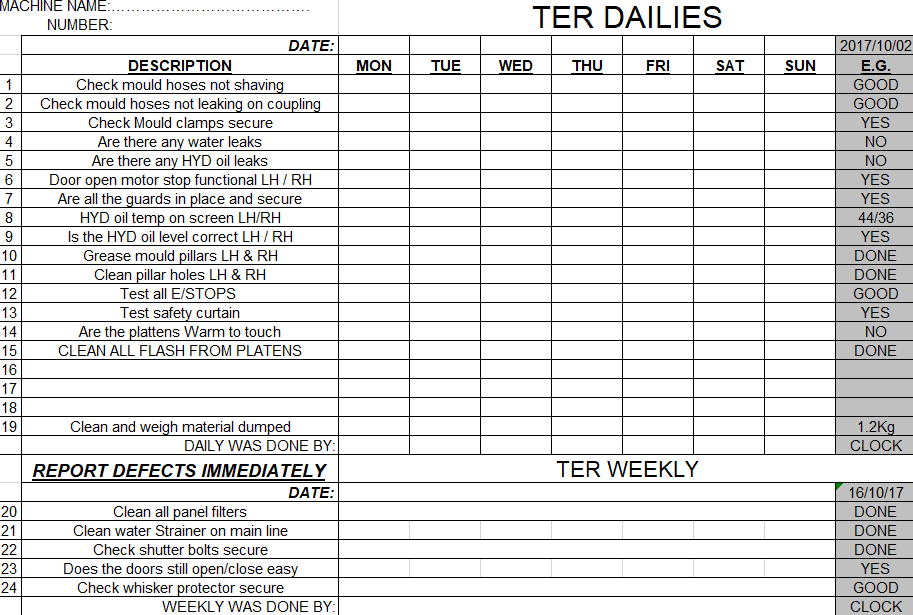 MACHINE NAME:……………………………….
TER DAILIES
NUMBER:
DATE: 2017/10/02
DESCRIPTION MON TUE WED THU FRI SAT SUN E.G.
1 Check mould hoses not shaving GOOD
2 Check mould hoses not leaking on coupling GOOD
3 Check Mould clamps secure YES
4 Are there any water leaks NO
5 Are there any HYD oil leaks NO
6 Door open motor stop functional LH / RH YES
7 Are all the guards in place and secure YES
8 HYD oil temp on screen LH/RH 44/36
9 Is the HYD oil level correct LH / RH YES
10 Grease mould pillars LH & RH DONE
11 Clean pillar holes LH & RH DONE
12 Test all E/STOPS GOOD
13 Test safety curtain YES
14 Are the plattens Warm to touch NO
15 CLEAN ALL FLASH FROM PLATENS DONE
16
17
18
19 Clean and weigh material dumped 1.2Kg
DAILY WAS DONE BY: CLOCK
REPORT DEFECTS IMMEDIATELY TER WEEKLY
DATE: 16/10/17
20 Clean all panel filters DONE
21 Clean water Strainer on main line DONE
22 Check shutter bolts secure DONE
23 Does the doors still open/close easy YES
24 Check whisker protector secure GOOD
WEEKLY WAS DONE BY: CLOCK